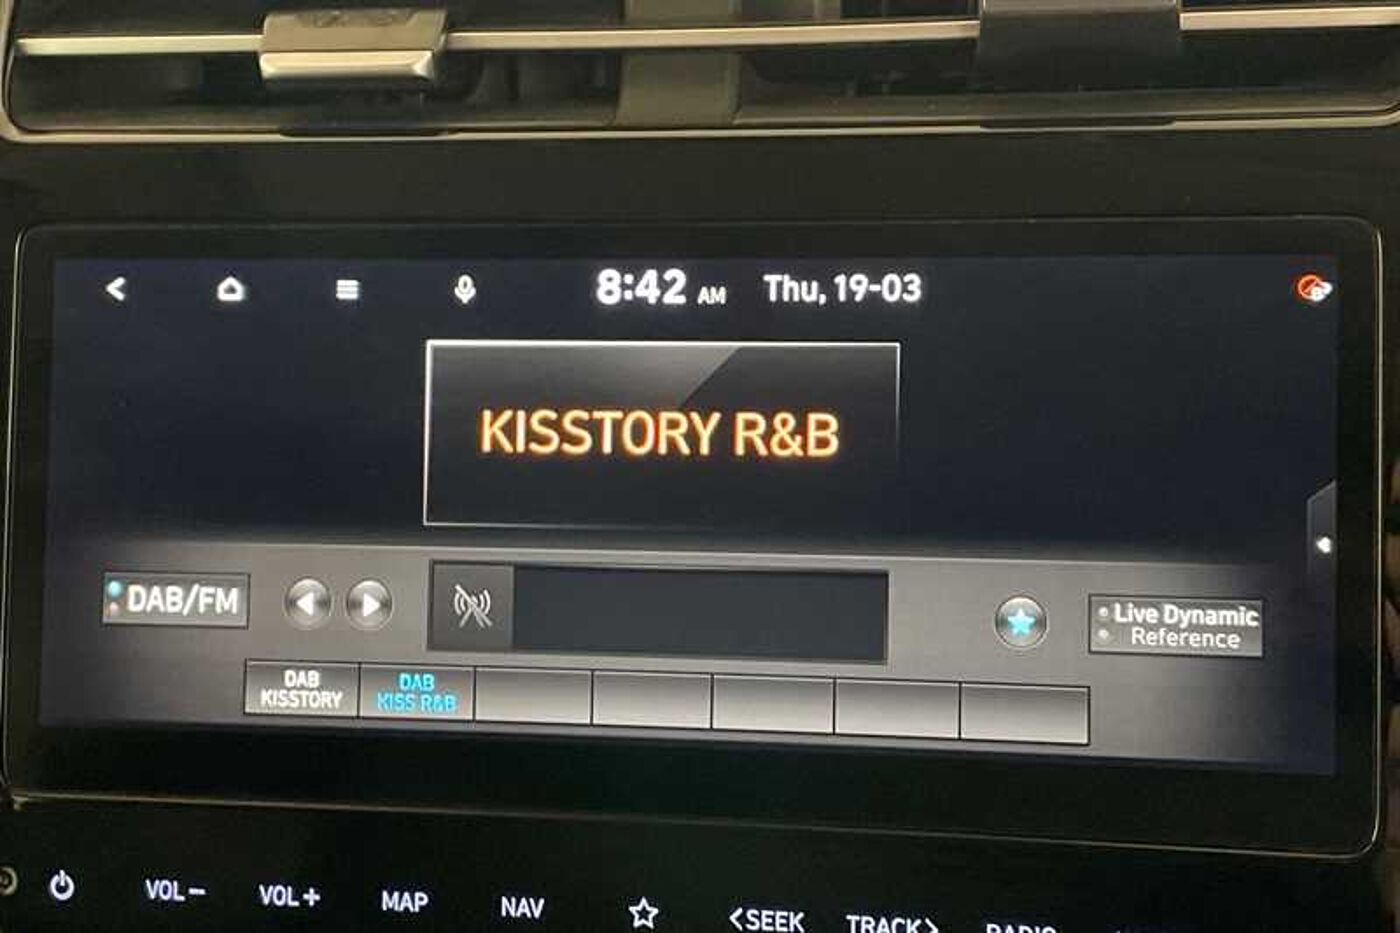 8:42 AM Thu, 19-03
KISSTORY R&B
DAB/FM
Live Dynamic
Reference
DAB
KISSTORY
DAB
KISS R&B
VOL− VOL+ MAP NAV <SEEK TRACK> RADIO